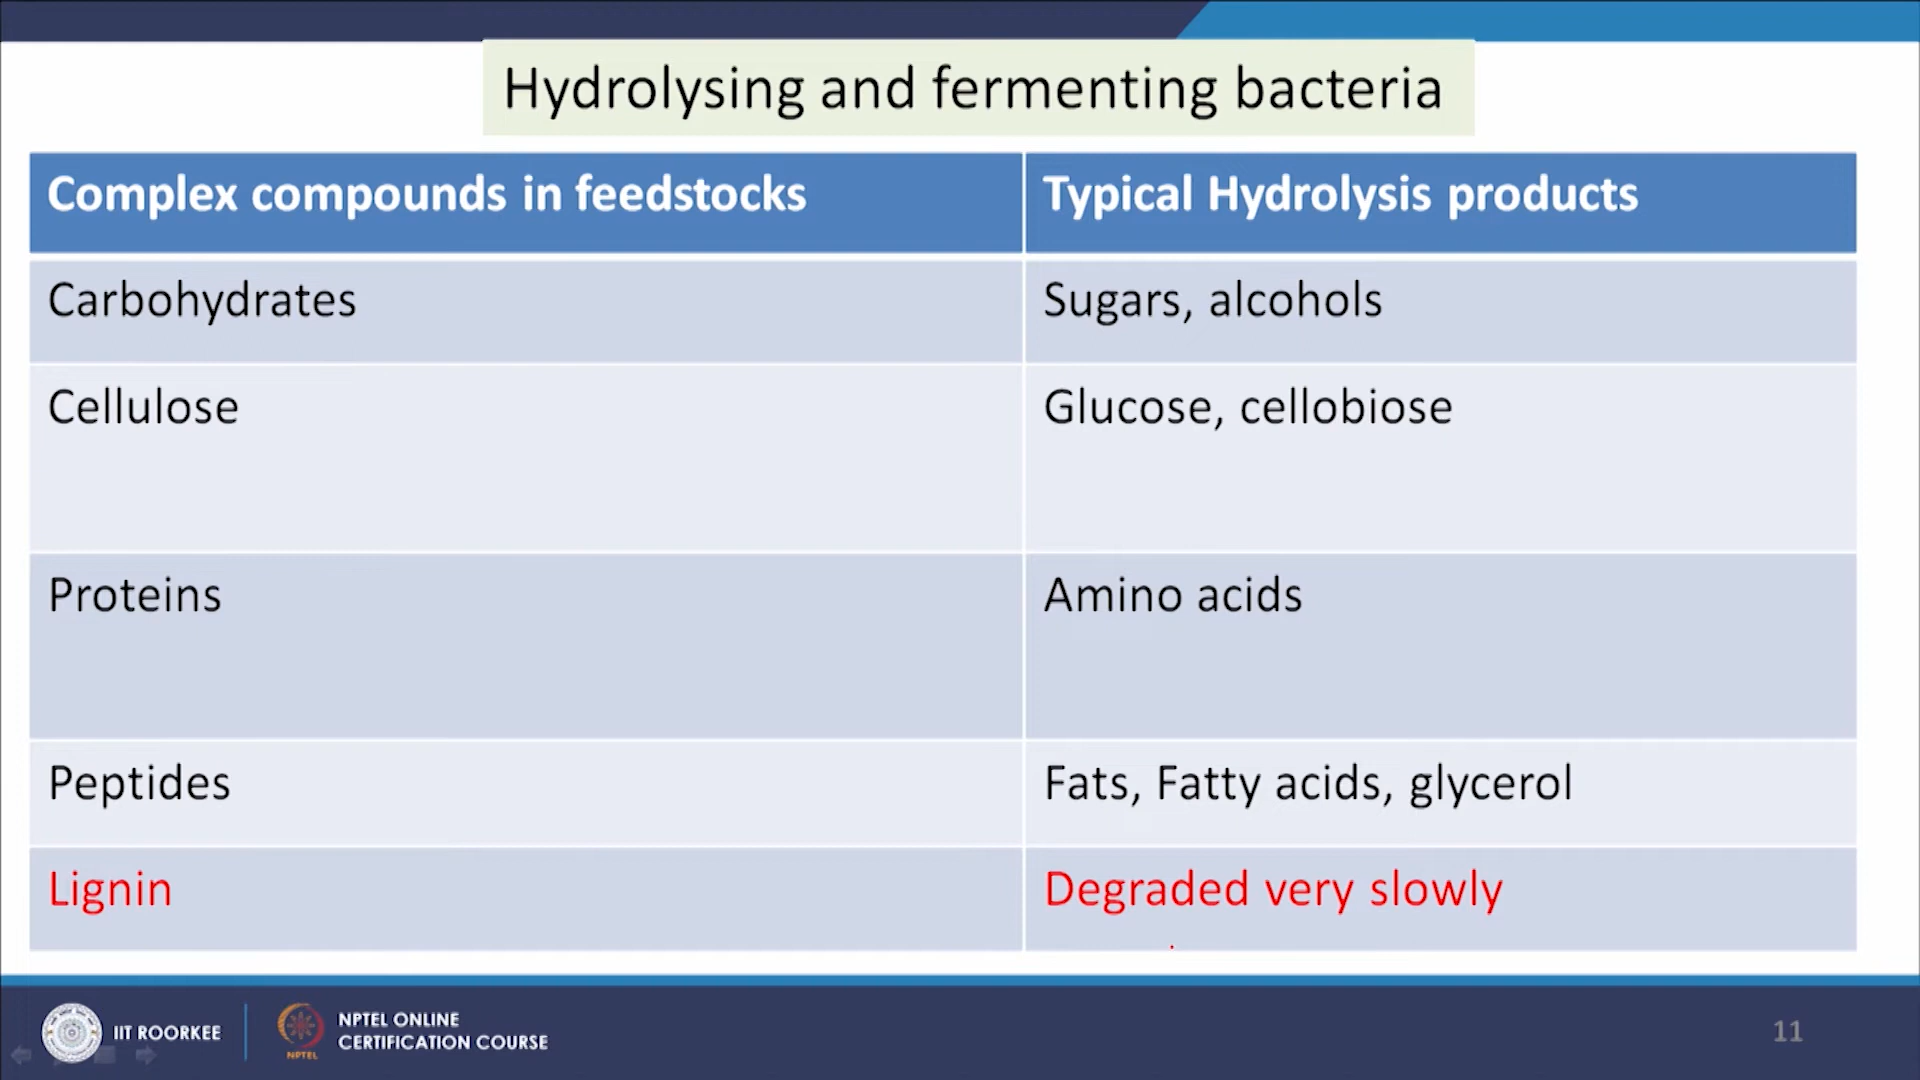 Hydrolysing and fermenting bacteria
Complex compounds in feedstocks
Typical Hydrolysis products
Carbohydrates
Sugars, alcohols
Cellulose
Glucose, cellobiose
Proteins
Amino acids
Peptides
Fats, Fatty acids, glycerol
Lignin
Degraded very slowly
IIT ROORKEE
NPTEL
NPTEL ONLINE
CERTIFICATION COURSE
11